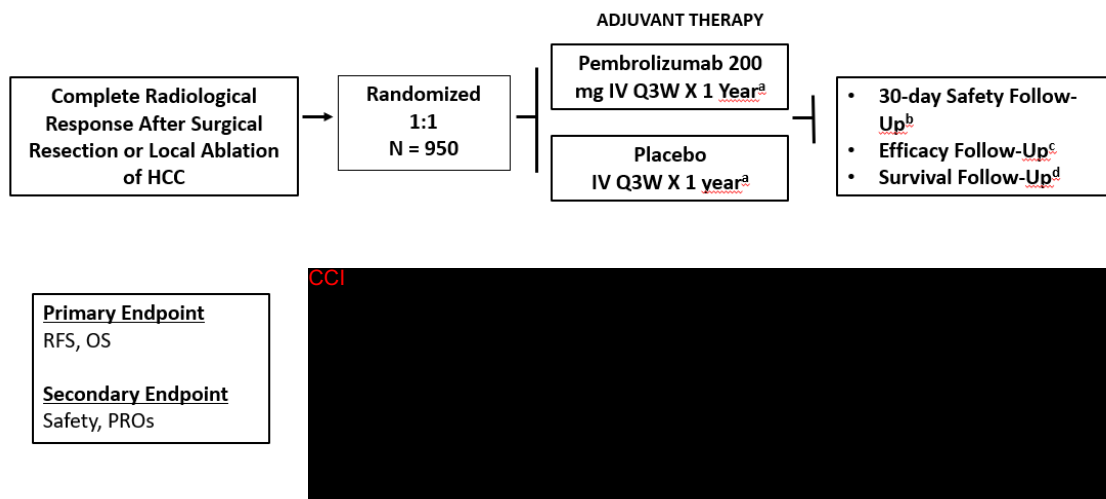 ADJUVANT THERAPY
Complete Radiological
Response After Surgical
Resection or Local Ablation
of HCC
Randomized
1:1
N = 950
Pembrolizumab 200
mg IV Q3W X 1 Yearᵃ
Placebo
IV Q3W X 1 yearᵃ
• 30-day Safety Follow-
Upᵇ
• Efficacy Follow-Upᶜ
• Survival Follow-Upᵈ
CCI
Primary Endpoint
RFS, OS
Secondary Endpoint
Safety, PROs